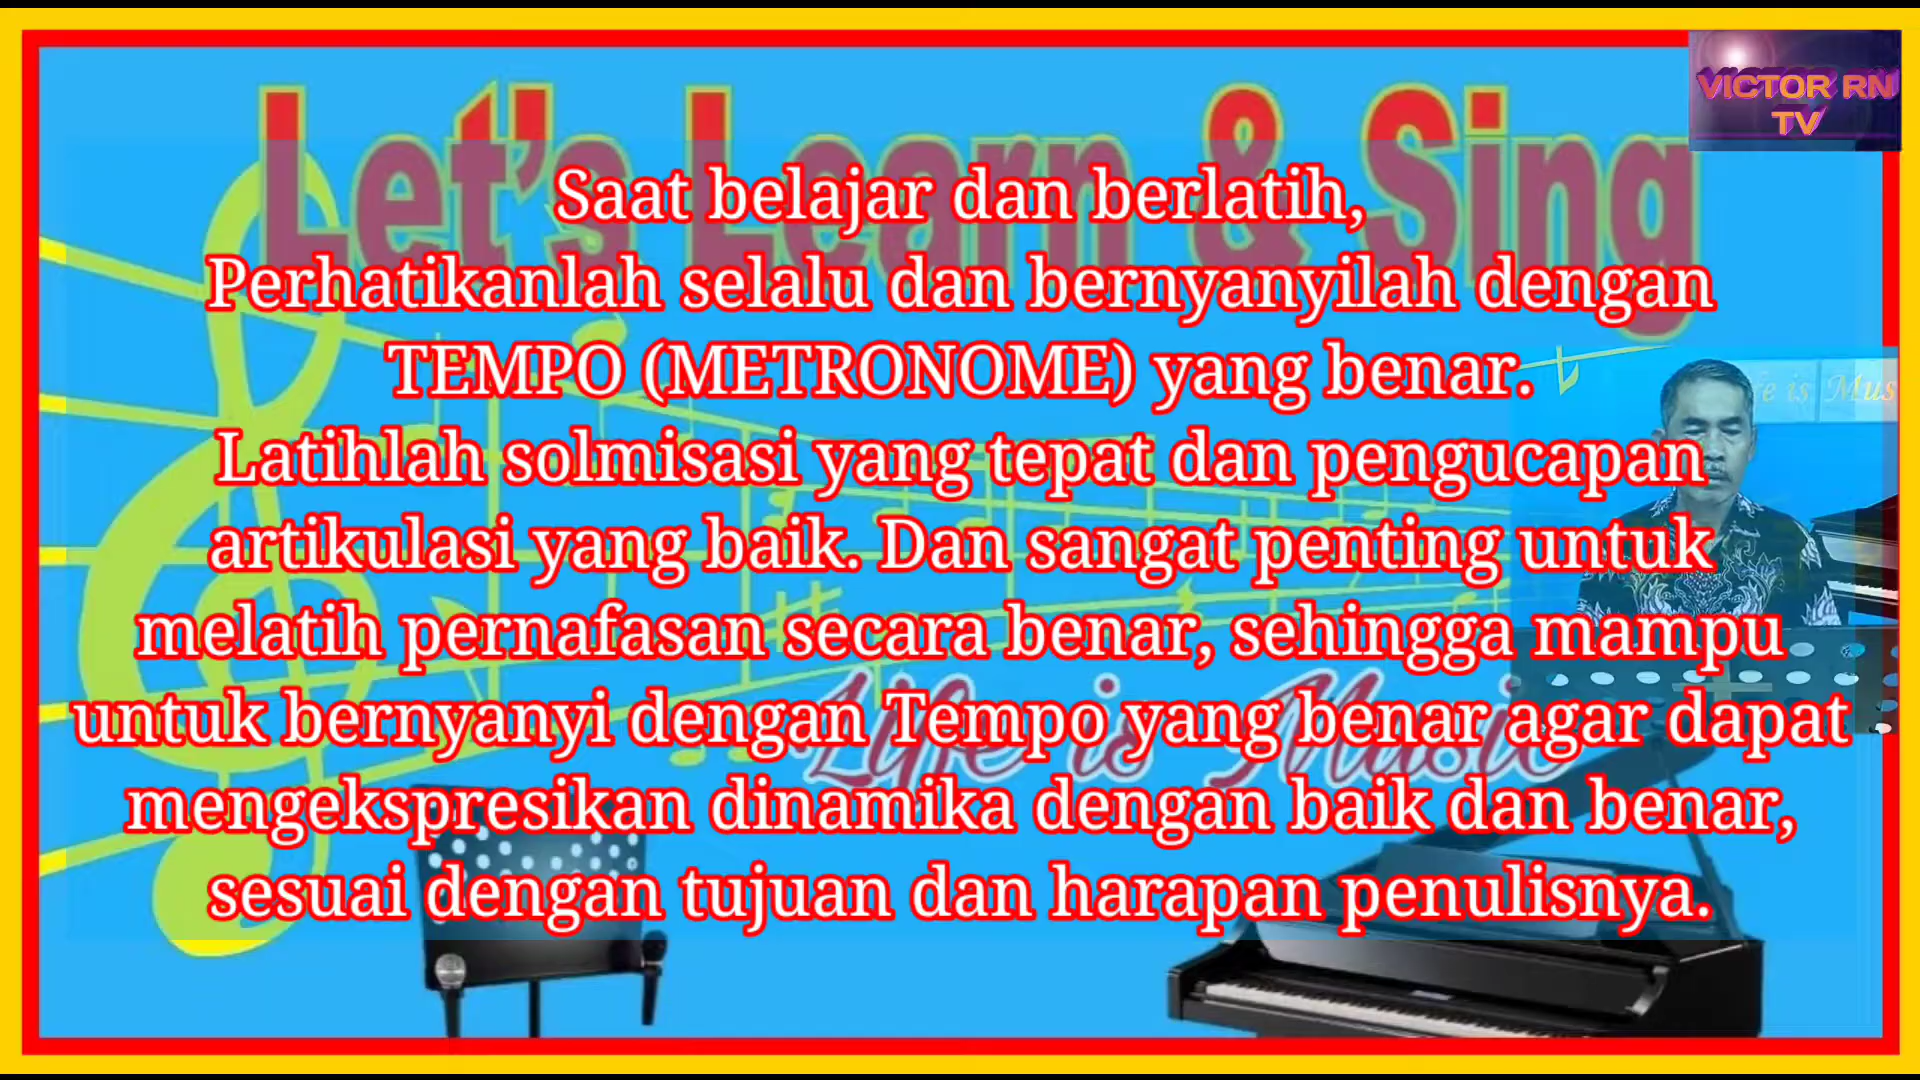 Let's Learn & Sing
VICTOR RN
TV
Saat belajar dan berlatih,
Perhatikanlah selalu dan bernyanyilah dengan
TEMPO (METRONOME) yang benar.
Latihlah solmisasi yang tepat dan pengucapan
artikulasi yang baik. Dan sangat penting untuk
melatih pernafasan secara benar, sehingga mampu
untuk bernyanyi dengan Tempo yang benar agar dapat
mengekspresikan dinamika dengan baik dan benar,
sesuai dengan tujuan dan harapan penulisnya.
Life is Music
is Mus